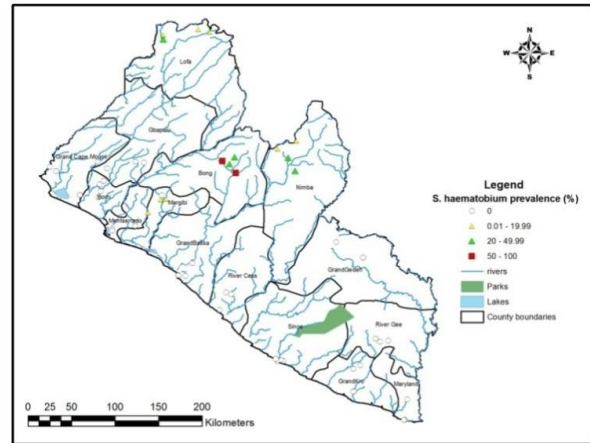 N
W E
S
Lofa
Gbapolu
Grand Cape Mount
Bong
Nimba
Bomi
Margibi
Montserrado
GrandBassa
River Cess
GrandGedeh
Sinoe
River Gee
GrandKru
Maryland
Legend
S. haematobium prevalence (%)
0
0.01 - 19.99
20 - 49.99
50 - 100
rivers
Parks
Lakes
County boundaries
0 25 50 100 150 200
Kilometers